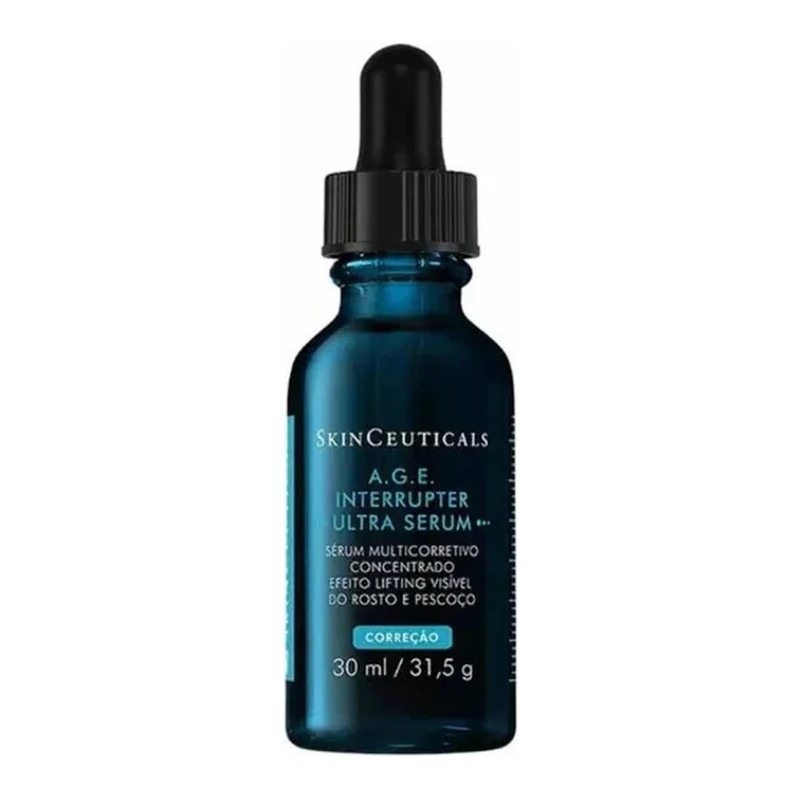 SKINCEUTICALS
A.G.E.
INTERRUPTER
ULTRA SERUM
SÉRUM MULTICORRETIVO
CONCENTRADO
EFEITO LIFTING VISÍVEL
DO ROSTO E PESCOÇO
CORREÇÃO
30 ml / 31,5 g